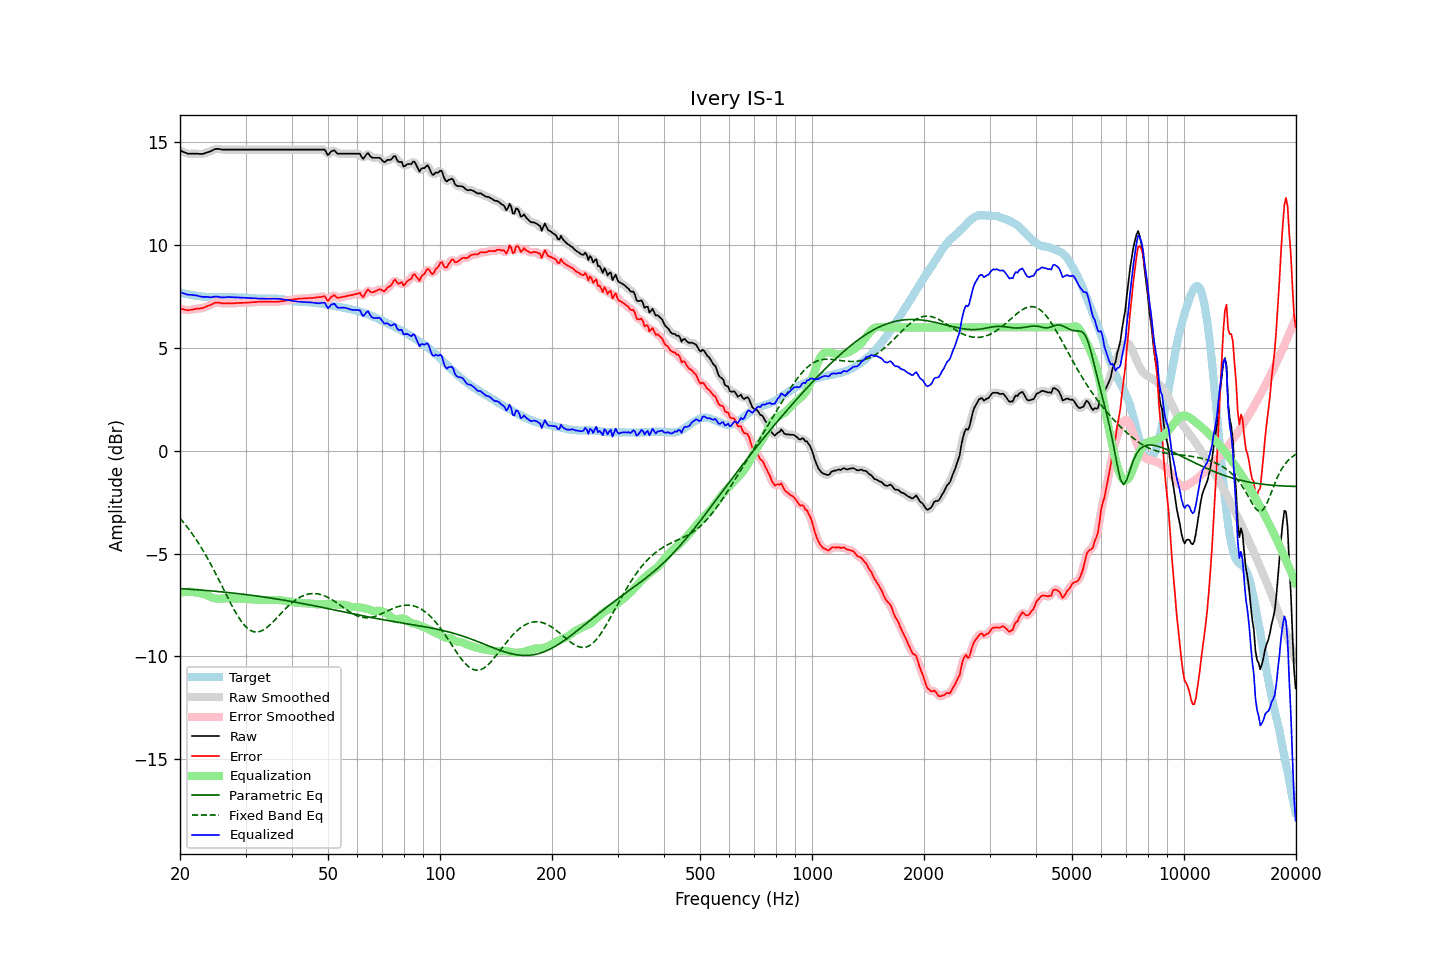 Ivery IS-1
Amplitude (dBr)
15
10
5
0
−5
−10
−15
Target
Raw Smoothed
Error Smoothed
Raw
Error
Equalization
Parametric Eq
Fixed Band Eq
Equalized
20
50
100
200
500
1000
2000
5000
10000
20000
Frequency (Hz)